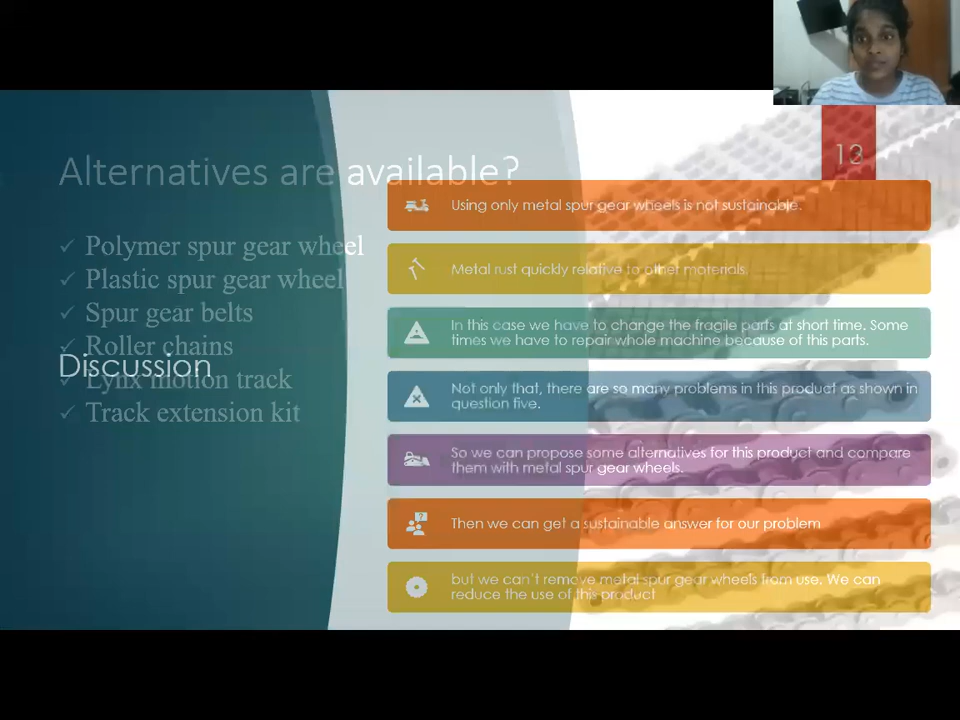 13
Alternatives are available?
Polymer spur gear wheel
Plastic spur gear wheel
Spur gear belts
Roller chains
Lynx motion track
Track extension kit
Discussion
Using only metal spur gear wheels is not sustainable.
Metal rust quickly relative to other materials.
In this case we have to change the fragile parts at short time. Some
times we have to repair whole machine because of this parts.
Not only that, there are so many problems in this product as shown in
question five.
So we can propose some alternatives for this product and compare
them with metal spur gear wheels.
Then we can get a sustainable answer for our problem
but we can't remove metal spur gear wheels from use. We can
reduce the use of this product